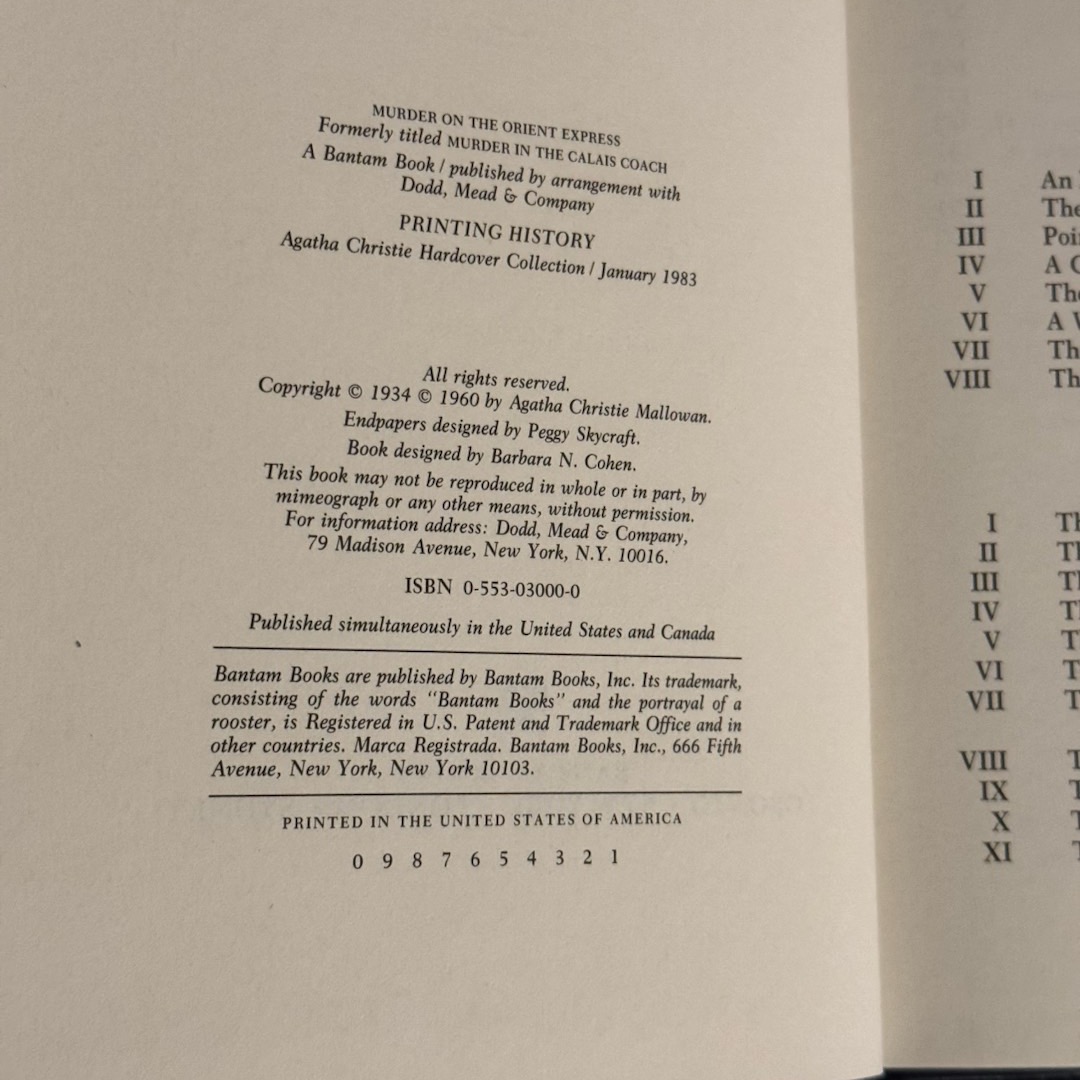 MURDER ON THE ORIENT EXPRESS
Formerly titled MURDER IN THE CALAIS COACH
A Bantam Book / published by arrangement with
Dodd, Mead & Company
PRINTING HISTORY
Agatha Christie Hardcover Collection / January 1983
All rights reserved.
Copyright © 1934 © 1960 by Agatha Christie Mallowan.
Endpapers designed by Peggy Skycraft.
Book designed by Barbara N. Cohen.
This book may not be reproduced in whole or in part, by
mimeograph or any other means, without permission.
For information address: Dodd, Mead & Company,
79 Madison Avenue, New York, N.Y. 10016.
ISBN 0-553-03000-0
Published simultaneously in the United States and Canada
Bantam Books are published by Bantam Books, Inc. Its trademark,
consisting of the words "Bantam Books" and the portrayal of a
rooster, is Registered in U.S. Patent and Trademark Office and in
other countries. Marca Registrada. Bantam Books, Inc., 666 Fifth
Avenue, New York, New York 10103.
PRINTED IN THE UNITED STATES OF AMERICA
0 9 8 7 6 5 4 3 2 1
I An
II The
III
IV A
V
VI A
VII
VIII
I
II
III
IV
V
VI
VII
VIII
IX
X
XI